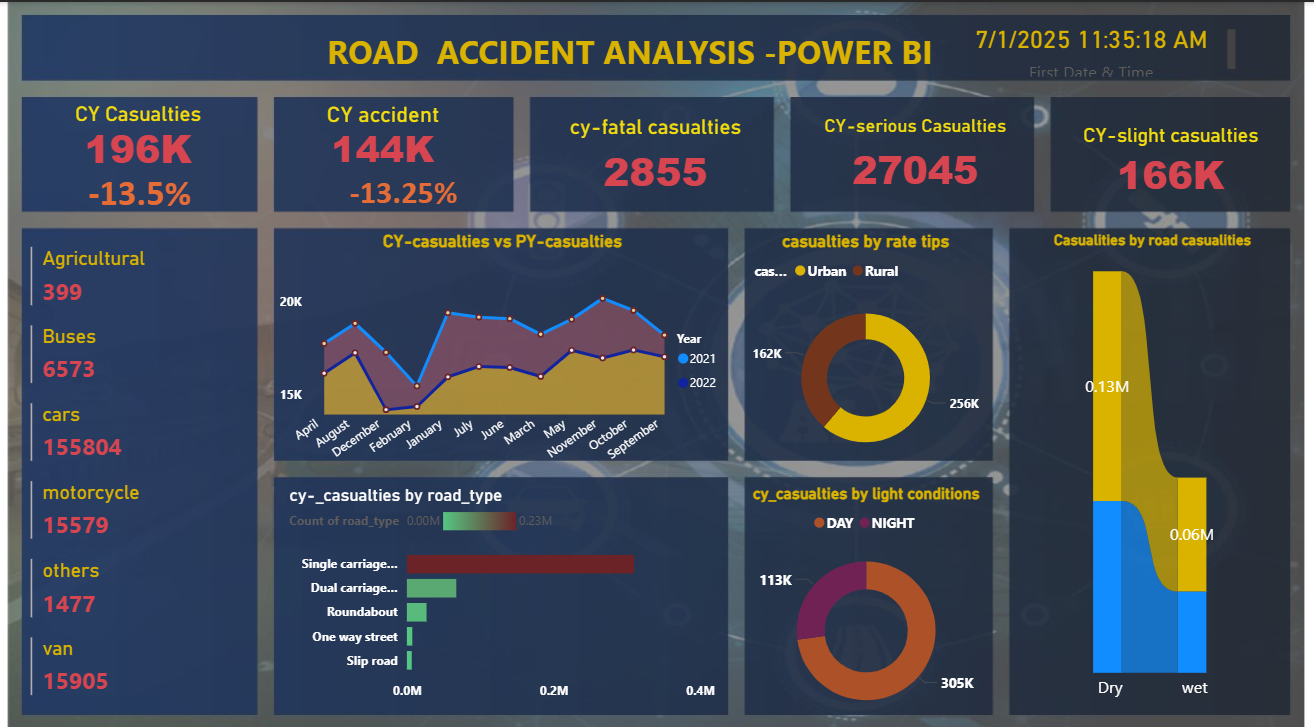 ROAD ACCIDENT ANALYSIS -POWER BI
7/1/2025 11:35:18 AM
First Date & Time
CY Casualties
196K
-13.5%
CY accident
144K
-13.25%
cy-fatal casualties
2855
CY-serious Casualties
27045
CY-slight casualties
166K
Agricultural
399
Buses
6573
cars
155804
motorcycle
15579
others
1477
van
15905
CY-casualties vs PY-casualties
20K
15K
April
August
December
February
January
July
June
March
May
November
October
September
Year
2021
2022
casualties by rate tips
cas... Urban Rural
162K
256K
Casualities by road casualities
0.13M
0.06M
Dry
wet
cy-_casualties by road_type
Count of road_type 0.00M 0.23M
Single carriage...
Dual carriage...
Roundabout
One way street
Slip road
0.0M 0.2M 0.4M
cy_casualties by light conditions
DAY NIGHT
113K
305K